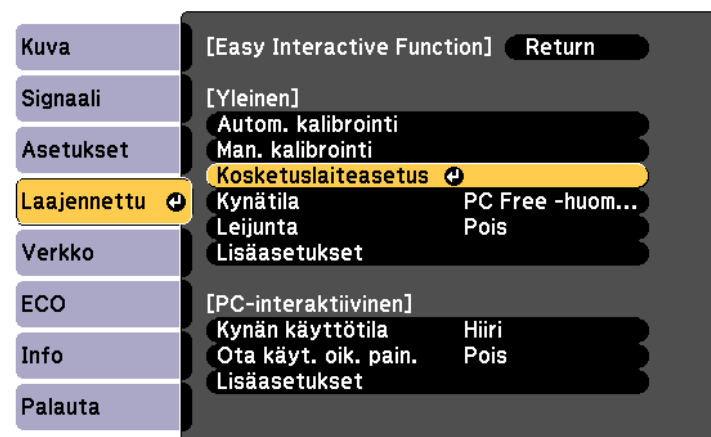 Kuva
Signaali
Asetukset
Laajennettu
Verkko
ECO
Info
Palauta
[Easy Interactive Function] Return
[Yleinen]
Autom. kalibrointi
Man. kalibrointi
Kosketuslaiteasetus
Kynätila PC Free -huom...
Leijunta Pois
Lisäasetukset
[PC-interaktiivinen]
Kynän käyttötila Hiiri
Ota käyt. oik. pain. Pois
Lisäasetukset